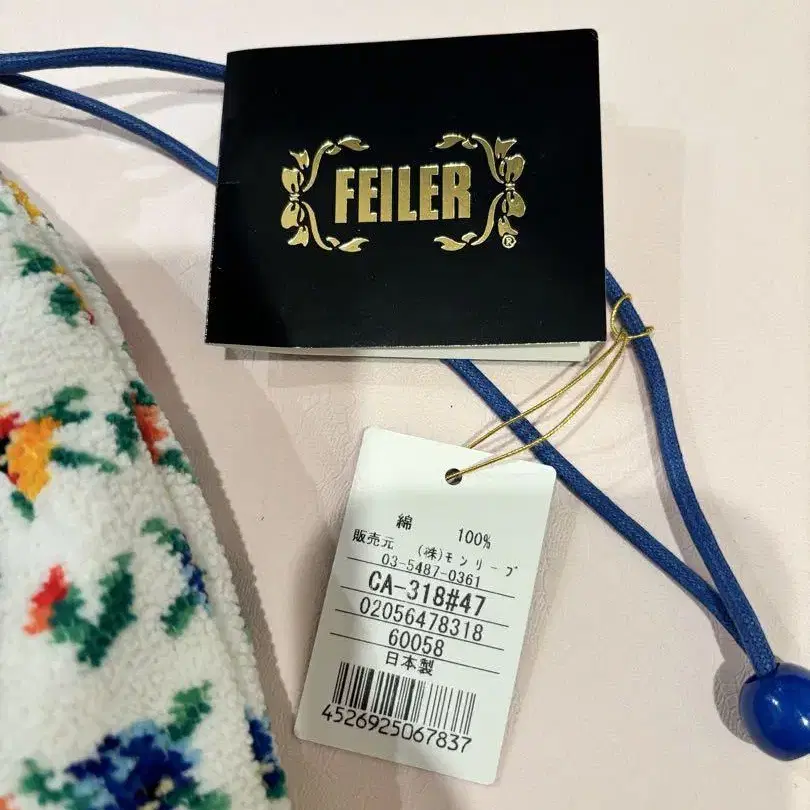 FEILER
®
綿 100%
販売元 (株)モンリーブ
03-5487-0361
CA-318#47
02056478318
60058
日本製
4526925067837